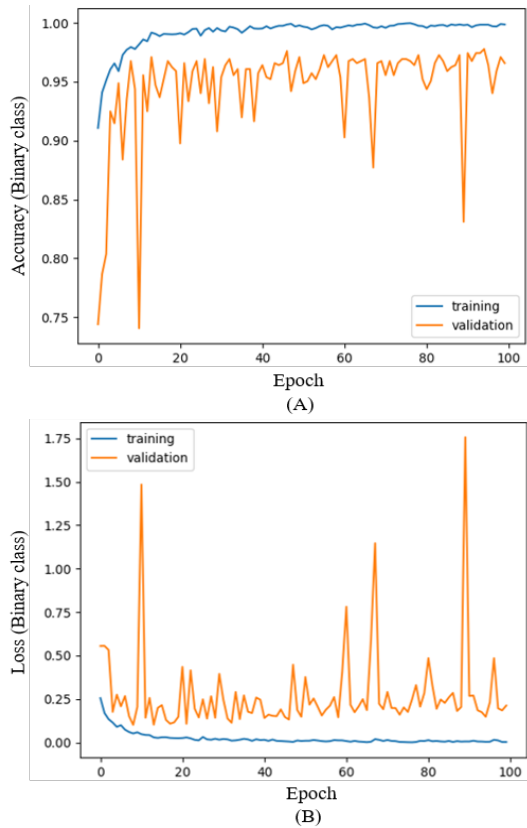 1.00
0.95
0.90
0.85
0.80
0.75
Accuracy (Binary class)
training
validation
0 20 40 60 80 100
Epoch
(A)
training
validation
1.75
1.50
1.25
1.00
0.75
0.50
0.25
0.00
Loss (Binary class)
0 20 40 60 80 100
Epoch
(B)